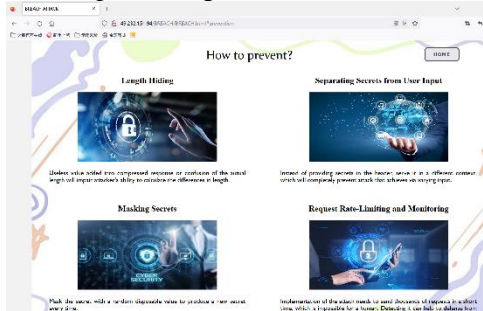 BREACH ATTACK
How to prevent?
HOME
Length Hiding
Separating Secrets from User Input
Useless value added into compressed response or confusion of the actual
length will impair attacker's ability to calculate the differences in length.
Instead of providing secrets in the header, serve it in a different context
which will completely prevent attack that achieves via varying input.
Masking Secrets
Request Rate-Limiting and Monitoring
CYBER
SECURITY
Mask the secret with a random disposable value to produce a new secret
every time.
Implementation of the attack needs to send thousands of requests in a short
time, which is impossible for a human. Detecting it can help to defense from